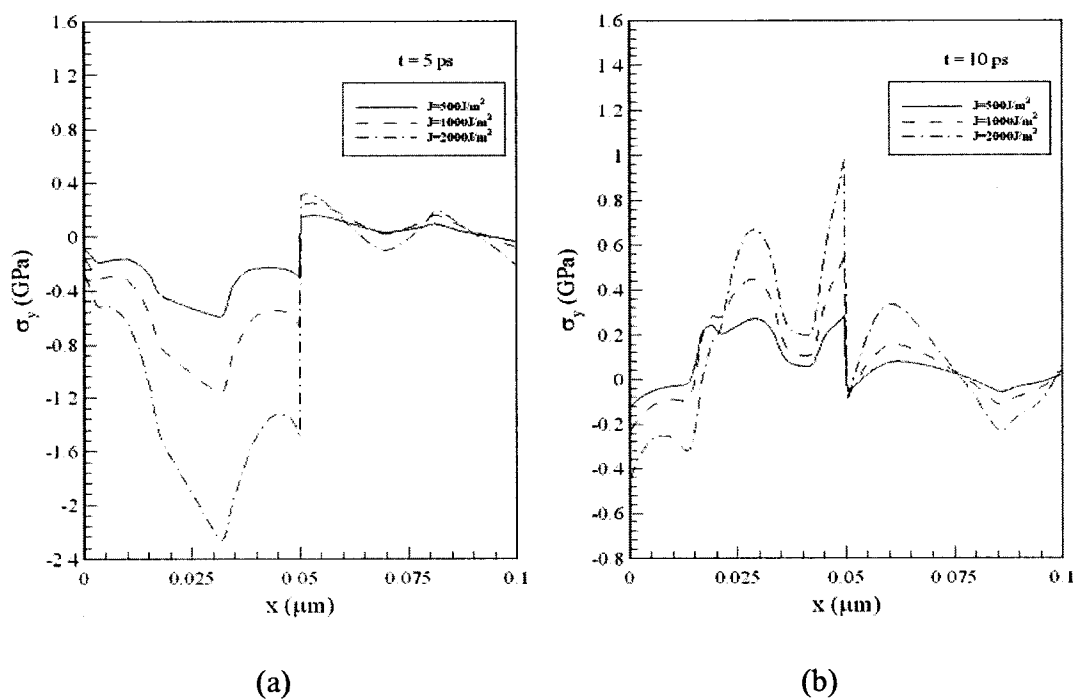 1.6
1.2
0.8
0.4
0
-0.4
-0.8
-1.2
-1.6
-2
-2.4
σy (GPa)
t = 5 ps
J=500J/m²
J=1000J/m²
J=2000J/m²
0
0.025
0.05
0.075
0.1
x (μm)
(a)
1.6
1.4
1.2
1
0.8
0.6
0.4
0.2
0
-0.2
-0.4
-0.6
-0.8
σy (GPa)
t = 10 ps
J=500J/m²
J=1000J/m²
J=2000J/m²
0
0.025
0.05
0.075
0.1
x (μm)
(b)